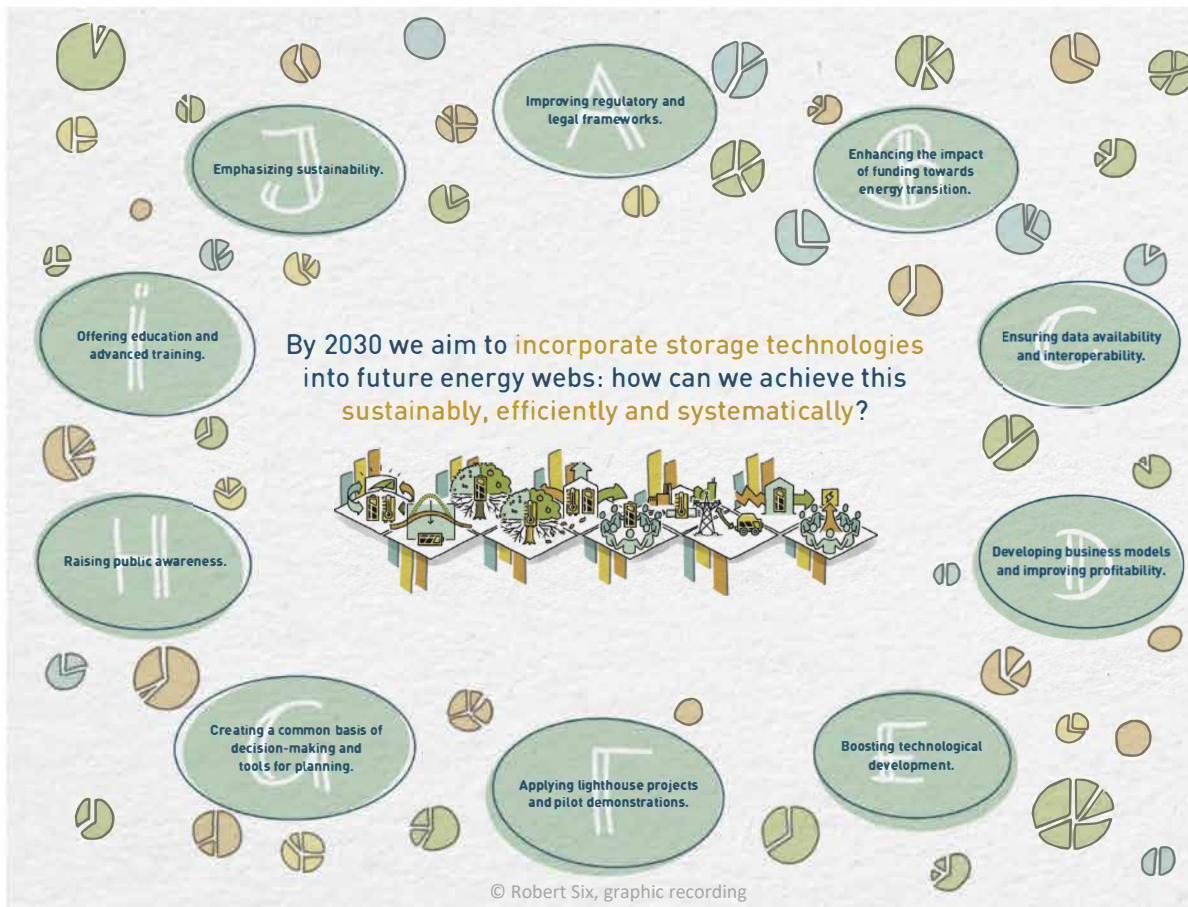 A
Improving regulatory and
legal frameworks.
B
Enhancing the impact
of funding towards
energy transition.
C
Ensuring data availability
and interoperability.
D
Developing business models
and improving profitability.
E
Boosting technological
development.
F
Applying lighthouse projects
and pilot demonstrations.
G
Creating a common basis of
decision-making and
tools for planning.
H
Raising public awareness.
i
Offering education and
advanced training.
J
Emphasizing sustainability.
By 2030 we aim to incorporate storage technologies
into future energy webs: how can we achieve this
sustainably, efficiently and systematically?
© Robert Six, graphic recording